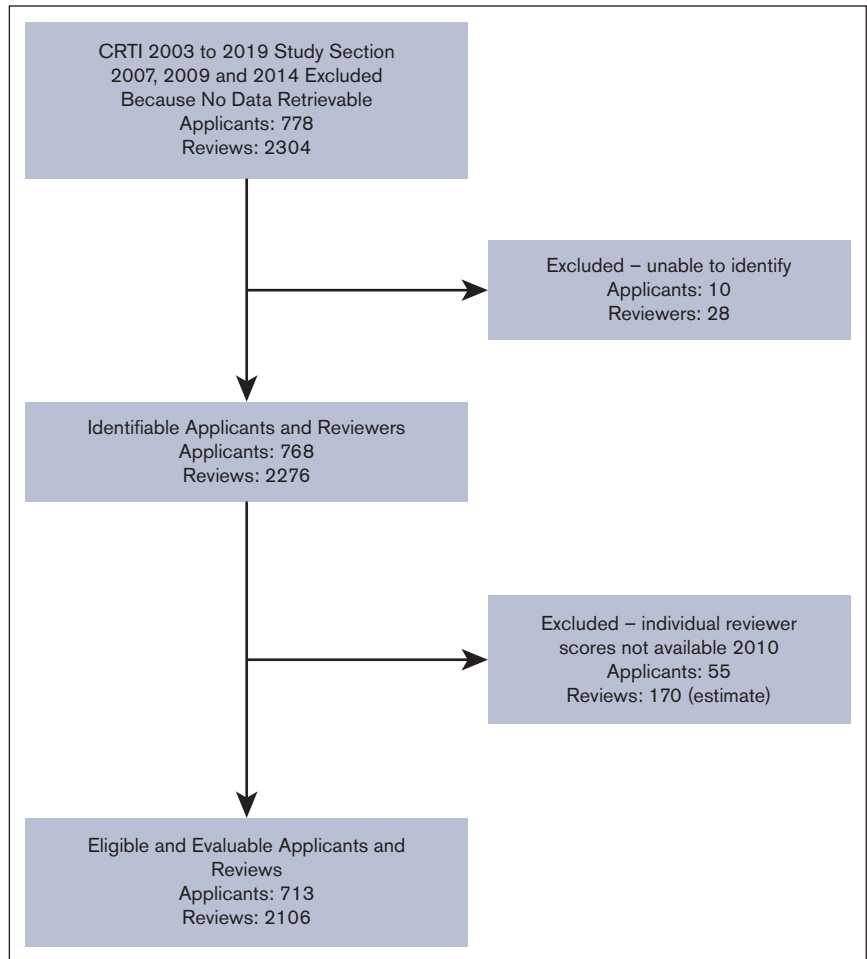 CRTI 2003 to 2019 Study Section
2007, 2009 and 2014 Excluded
Because No Data Retrievable
Applicants: 778
Reviews: 2304
Excluded – unable to identify
Applicants: 10
Reviewers: 28
Identifiable Applicants and Reviewers
Applicants: 768
Reviews: 2276
Excluded – individual reviewer
scores not available 2010
Applicants: 55
Reviews: 170 (estimate)
Eligible and Evaluable Applicants and
Reviews
Applicants: 713
Reviews: 2106